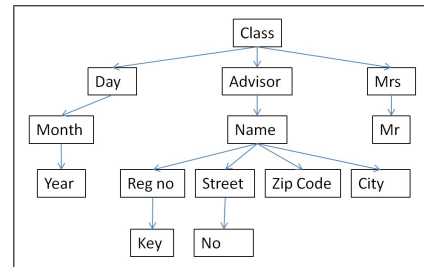 Class
Day Advisor Mrs
Month Name Mr
Year Reg no Street Zip Code City
Key No